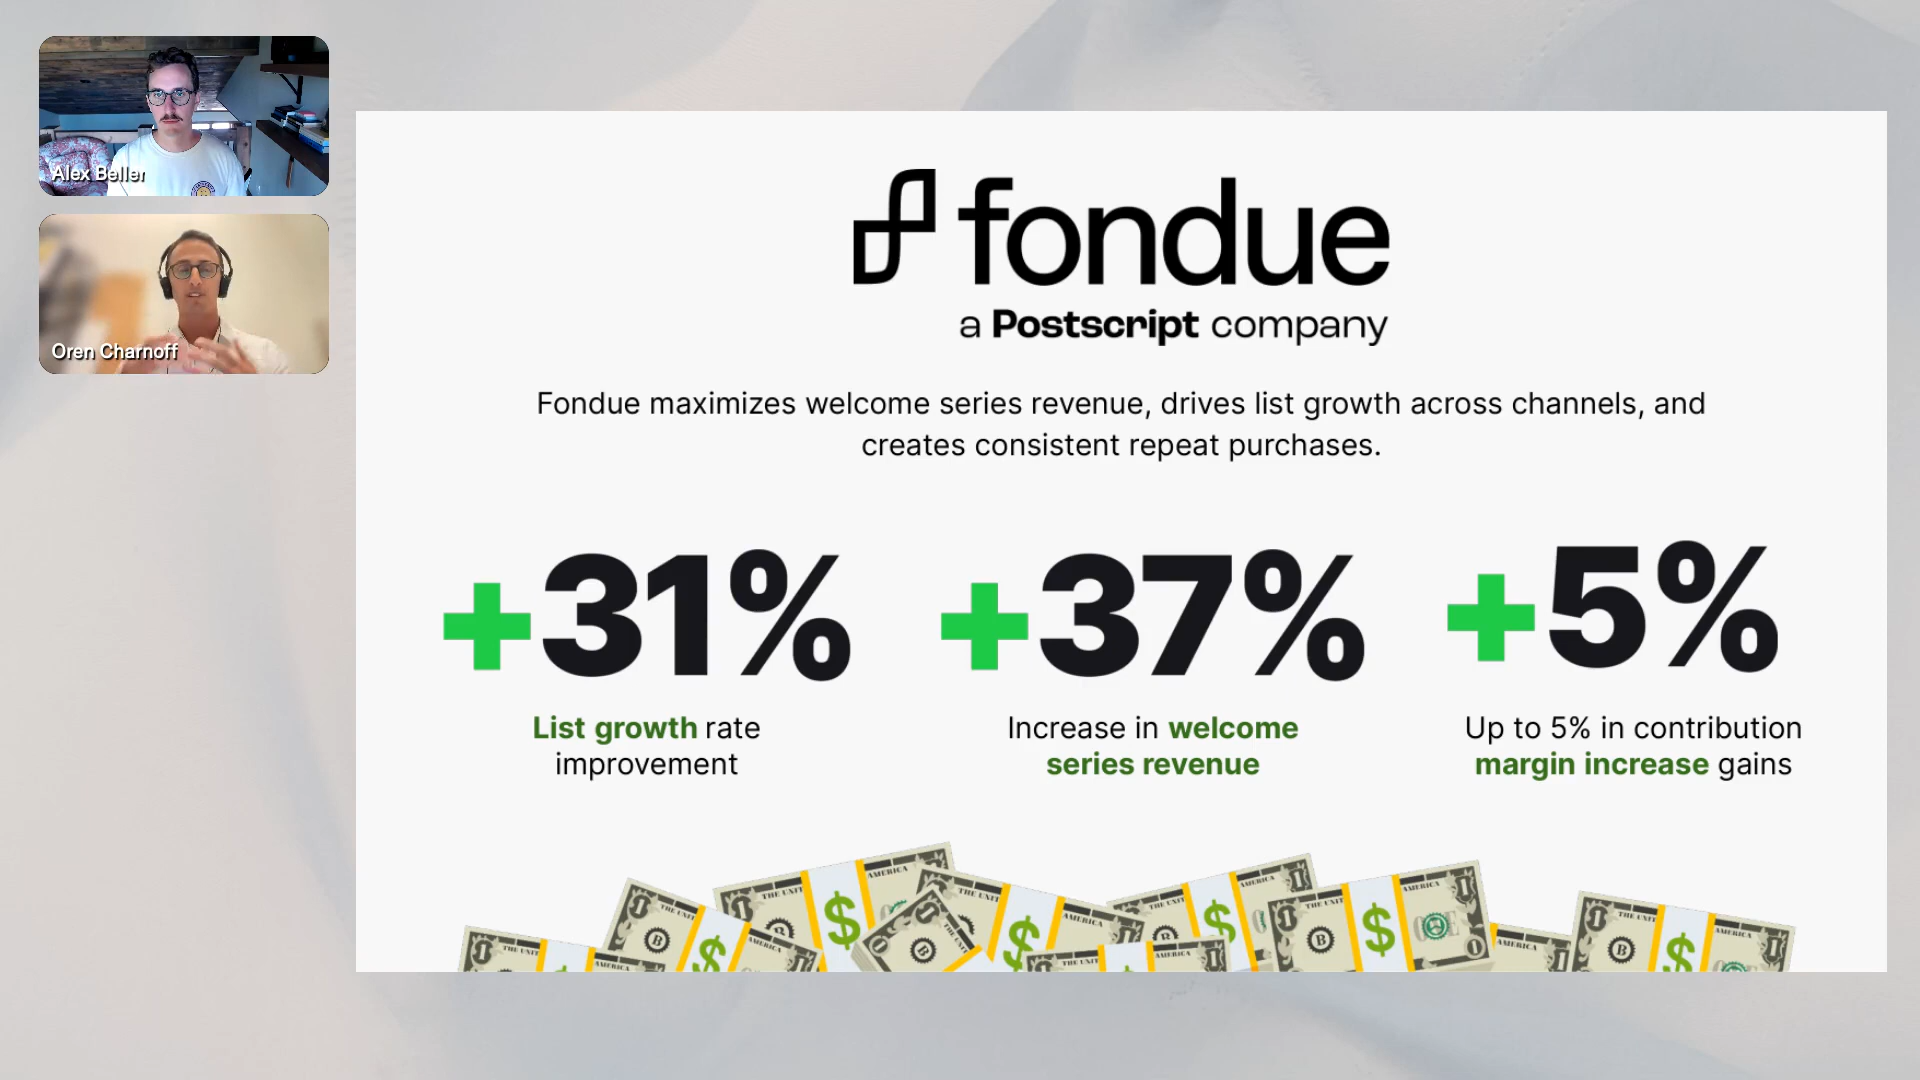 Alex Beller
Oren Charnoff
fondue
a Postscript company
Fondue maximizes welcome series revenue, drives list growth across channels, and
creates consistent repeat purchases.
+31%
List growth rate
improvement
+37%
Increase in welcome
series revenue
+5%
Up to 5% in contribution
margin increase gains